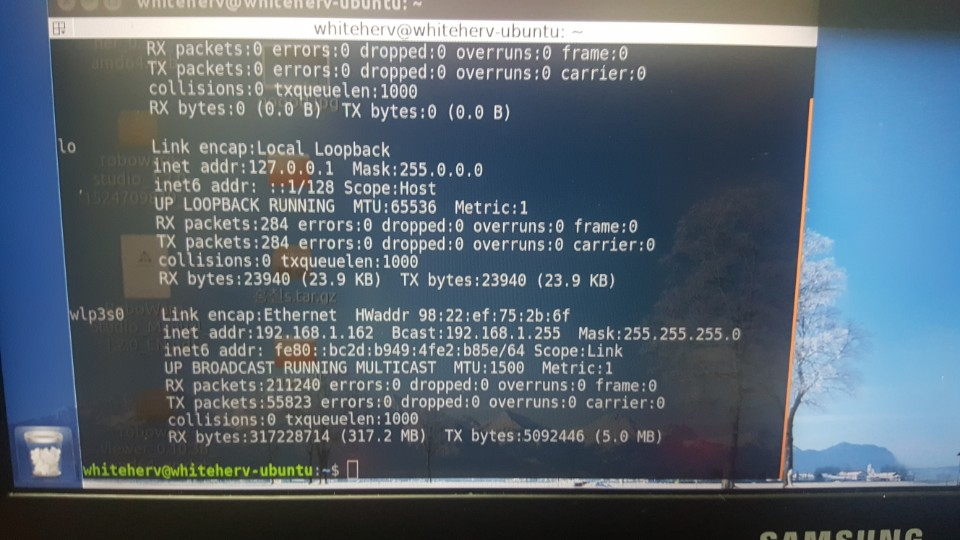 whiteherv@whiteherv-ubuntu: ~
whiteherv@whiteherv-ubuntu: ~
RX packets:0 errors:0 dropped:0 overruns:0 frame:0
TX packets:0 errors:0 dropped:0 overruns:0 carrier:0
collisions:0 txqueuelen:1000
RX bytes:0 (0.0 B)  TX bytes:0 (0.0 B)
lo Link encap:Local Loopback
inet addr:127.0.0.1  Mask:255.0.0.0
inet6 addr: ::1/128 Scope:Host
UP LOOPBACK RUNNING  MTU:65536  Metric:1
RX packets:284 errors:0 dropped:0 overruns:0 frame:0
TX packets:284 errors:0 dropped:0 overruns:0 carrier:0
collisions:0 txqueuelen:1000
RX bytes:23940 (23.9 KB)  TX bytes:23940 (23.9 KB)
s.tar.gz
wlp3s0 Link encap:Ethernet  HWaddr 98:22:ef:75:2b:6f
inet addr:192.168.1.162  Bcast:192.168.1.255  Mask:255.255.255.0
inet6 addr: fe80::bc2d:b949:4fe2:b85e/64 Scope:Link
UP BROADCAST RUNNING MULTICAST  MTU:1500  Metric:1
RX packets:211240 errors:0 dropped:0 overruns:0 frame:0
TX packets:55823 errors:0 dropped:0 overruns:0 carrier:0
collisions:0 txqueuelen:1000
RX bytes:317228714 (317.2 MB)  TX bytes:5092446 (5.0 MB)
whiteherv@whiteherv-ubuntu:~$
SAMSUNG